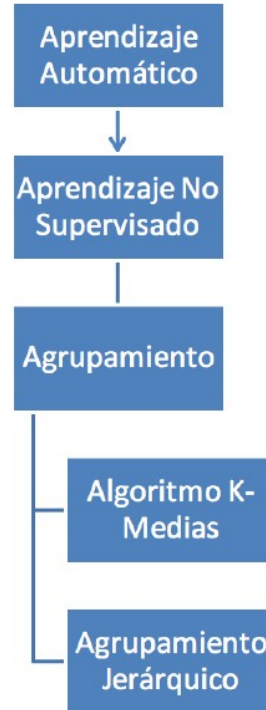 Aprendizaje
Automático
Aprendizaje No
Supervisado
Agrupamiento
Algoritmo K-
Medias
Agrupamiento
Jerárquico